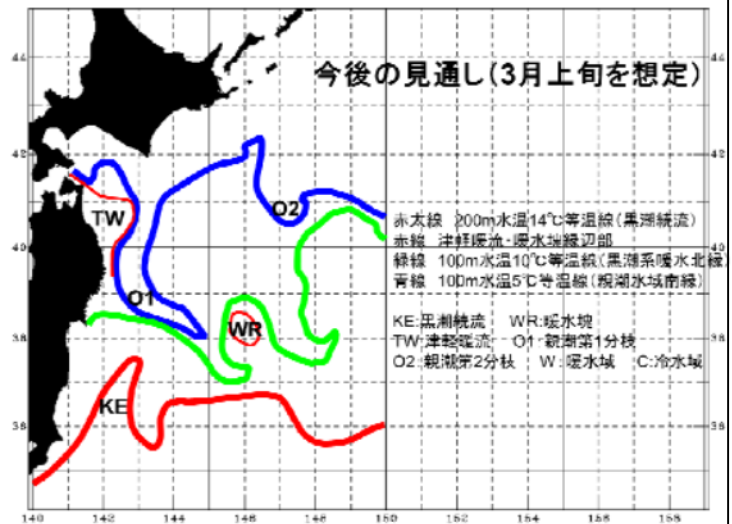 44
44
今後の見通し(3月上旬を想定)
42
42
TW
O2
赤太線 200m水温14℃等温線(黒潮続流)
赤線 津軽暖流・暖水塊縁辺部
緑線 100m水温10℃等温線(黒潮系暖水北縁)
青線 100m水温5℃等温線(親潮水域南縁)
40
40
O1
WR
KE:黒潮続流 WR:暖水塊
TW:津軽暖流 O1:親潮第1分枝
O2:親潮第2分枝 W:暖水域 C:冷水域
38
38
KE
36
36
140 142 144 146 148 150 152 154 156 158